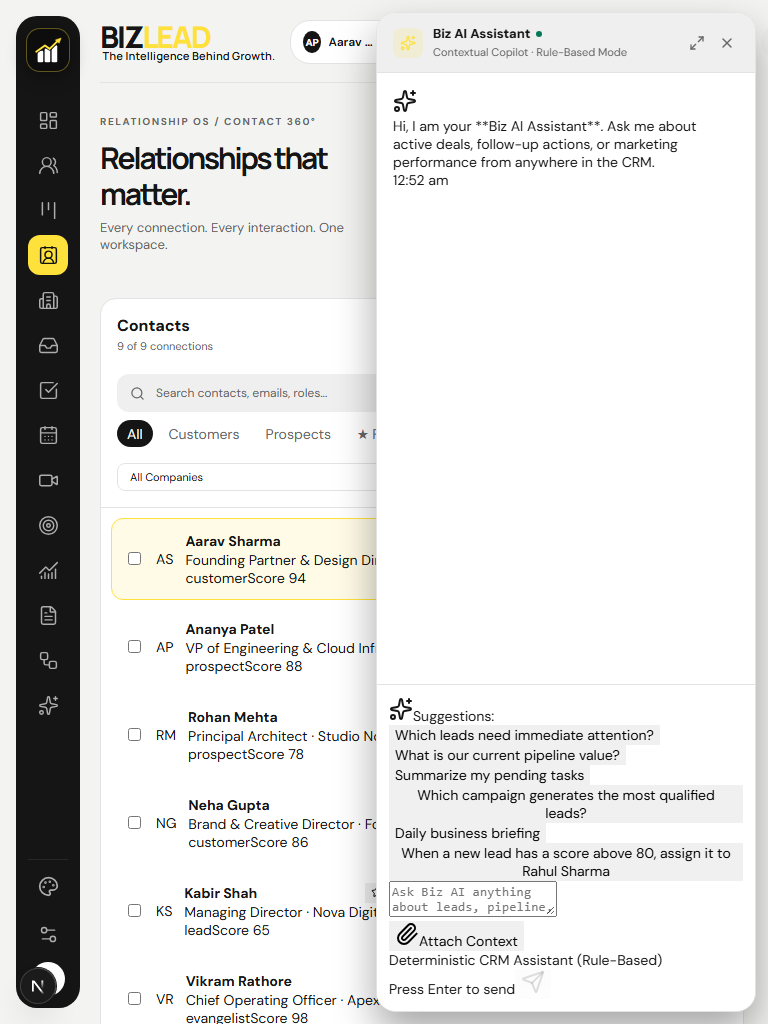 BIZLEAD
The Intelligence Behind Growth.
AP Aarav ...
RELATIONSHIP OS / CONTACT 360°
Relationships that
matter.
Every connection. Every interaction. One
workspace.
Contacts
9 of 9 connections
Search contacts, emails, roles...
All Customers Prospects ★
All Companies
Aarav Sharma
AS Founding Partner & Design Di
customerScore 94
Ananya Patel
AP VP of Engineering & Cloud Inf
prospectScore 88
Rohan Mehta
RM Principal Architect · Studio No
prospectScore 78
Neha Gupta
NG Brand & Creative Director · Fo
customerScore 86
Kabir Shah
KS Managing Director · Nova Digit
leadScore 65
Vikram Rathore
VR Chief Operating Officer · Apex
evangelistScore 98
N
Biz AI Assistant
Contextual Copilot · Rule-Based Mode
Hi, I am your **Biz AI Assistant**. Ask me about
active deals, follow-up actions, or marketing
performance from anywhere in the CRM.
12:52 am
Suggestions:
Which leads need immediate attention?
What is our current pipeline value?
Summarize my pending tasks
Which campaign generates the most qualified
leads?
Daily business briefing
When a new lead has a score above 80, assign it to
Rahul Sharma
Ask Biz AI anything
about leads, pipeline,
Attach Context
Deterministic CRM Assistant (Rule-Based)
Press Enter to send